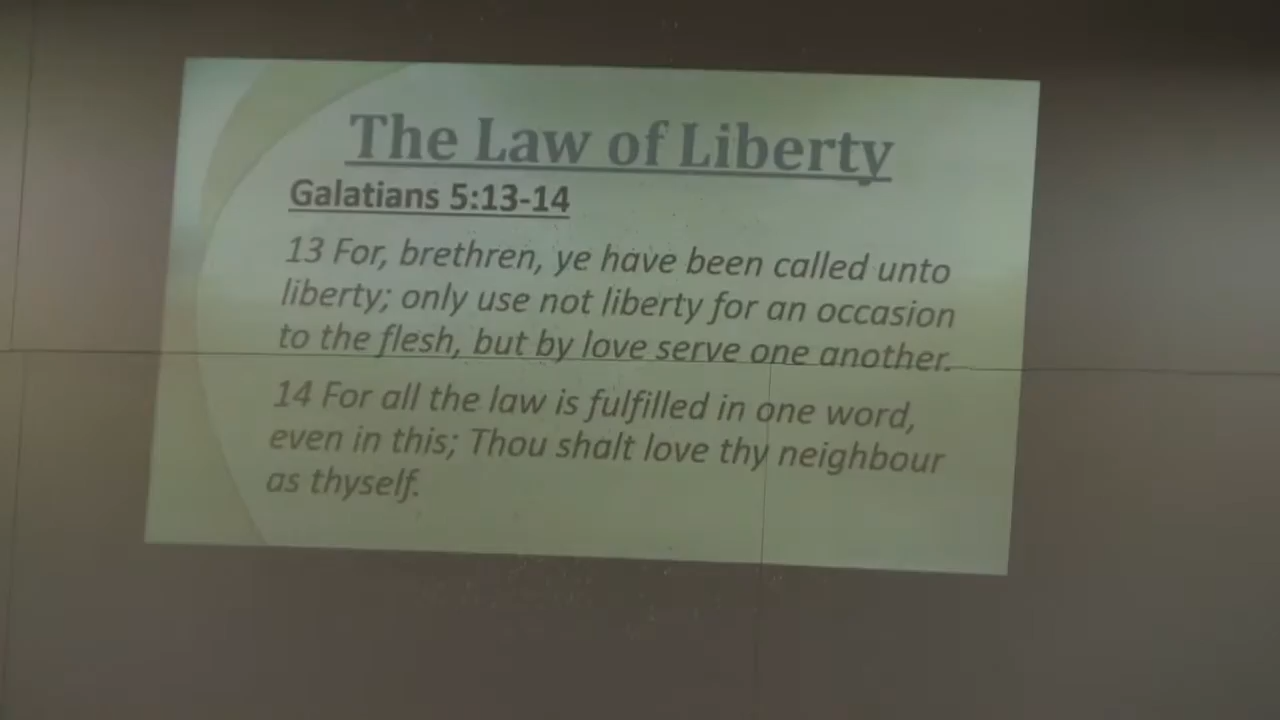 The Law of Liberty
Galatians 5:13-14
13 For, brethren, ye have been called unto
liberty; only use not liberty for an occasion
to the flesh, but by love serve one another.
14 For all the law is fulfilled in one word,
even in this; Thou shalt love thy neighbour
as thyself.